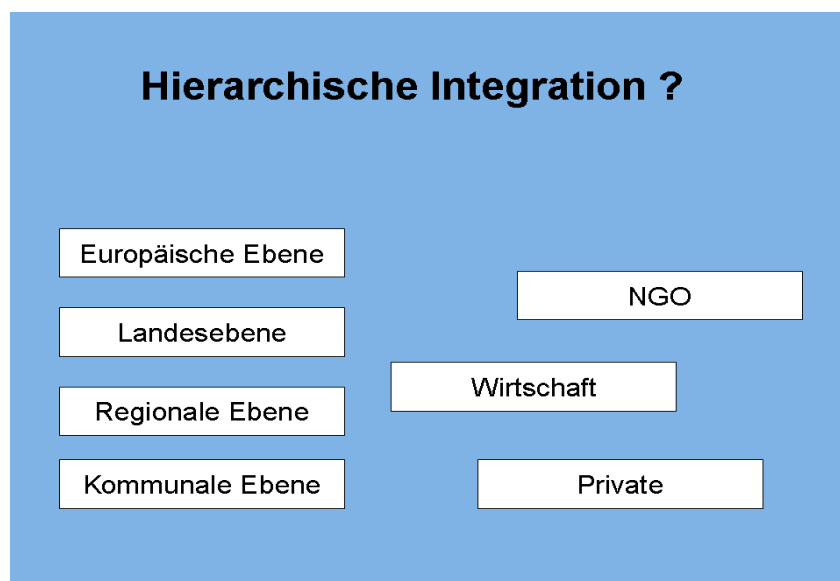 Hierarchische Integration ?
Europäische Ebene
Landesebene
Regionale Ebene
Kommunale Ebene
NGO
Wirtschaft
Private